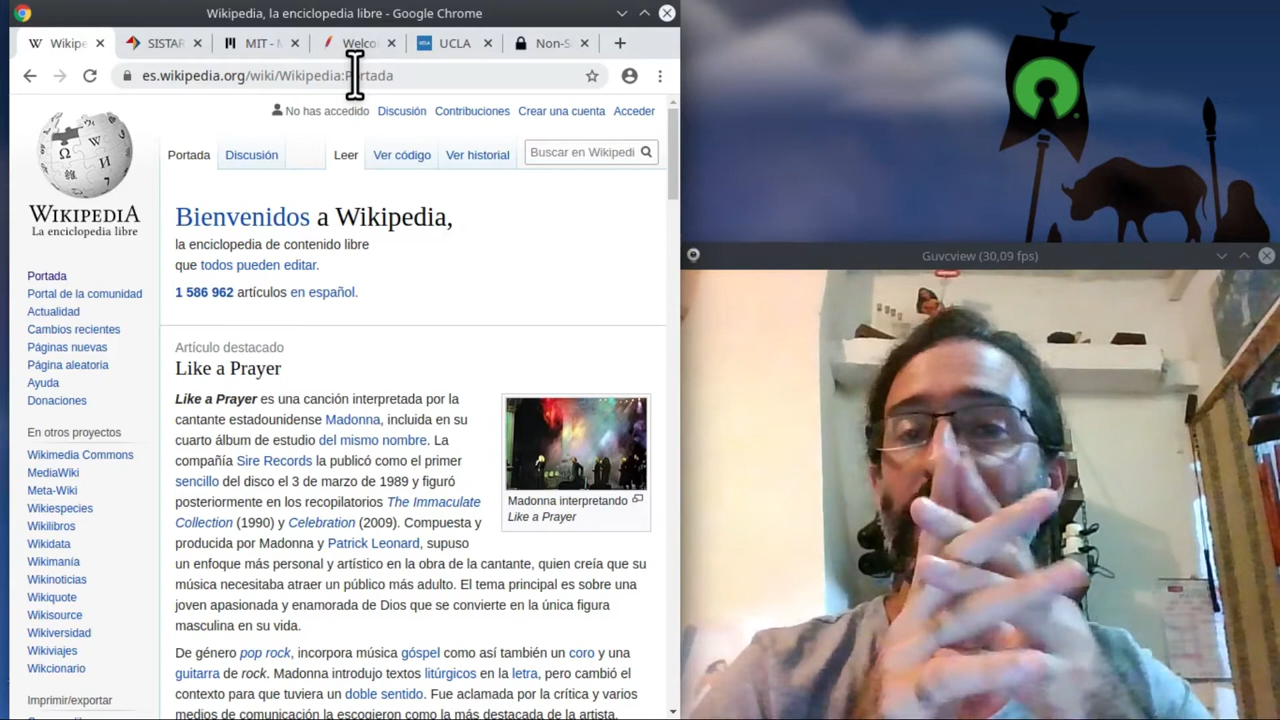 Wikipedia, la enciclopedia libre - Google Chrome
Wikipe
SISTAR
MIT - M
Welco
UCLA
Non-S
es.wikipedia.org/wiki/Wikipedia:Portada
No has accedido Discusión Contribuciones Crear una cuenta Acceder
Portada Discusión Leer Ver código Ver historial Buscar en Wikipedi
WIKIPEDIA
La enciclopedia libre
Portada
Portal de la comunidad
Actualidad
Cambios recientes
Páginas nuevas
Página aleatoria
Ayuda
Donaciones
En otros proyectos
Wikimedia Commons
MediaWiki
Meta-Wiki
Wikiespecies
Wikilibros
Wikidata
Wikimanía
Wikinoticias
Wikiquote
Wikisource
Wikiversidad
Wikiviajes
Wikcionario
Imprimir/exportar
Bienvenidos a Wikipedia,
la enciclopedia de contenido libre
que todos pueden editar.
1 586 962 artículos en español.
Artículo destacado
Like a Prayer
Like a Prayer es una canción interpretada por la
cantante estadounidense Madonna, incluida en su
cuarto álbum de estudio del mismo nombre. La
compañía Sire Records la publicó como el primer
sencillo del disco el 3 de marzo de 1989 y figuró
posteriormente en los recopilatorios The Immaculate
Collection (1990) y Celebration (2009). Compuesta y
producida por Madonna y Patrick Leonard, supuso
un enfoque más personal y artístico en la obra de la cantante, quien creía que su
música necesitaba atraer un público más adulto. El tema principal es sobre una
joven apasionada y enamorada de Dios que se convierte en la única figura
masculina en su vida.
Madonna interpretando
Like a Prayer
De género pop rock, incorpora música góspel como así también un coro y una
guitarra de rock. Madonna introdujo textos litúrgicos en la letra, pero cambió el
contexto para que tuviera un doble sentido. Fue aclamada por la crítica y varios
medios de comunicación la escogieron como la más destacada de la artista.
Guvcview (30,09 fps)